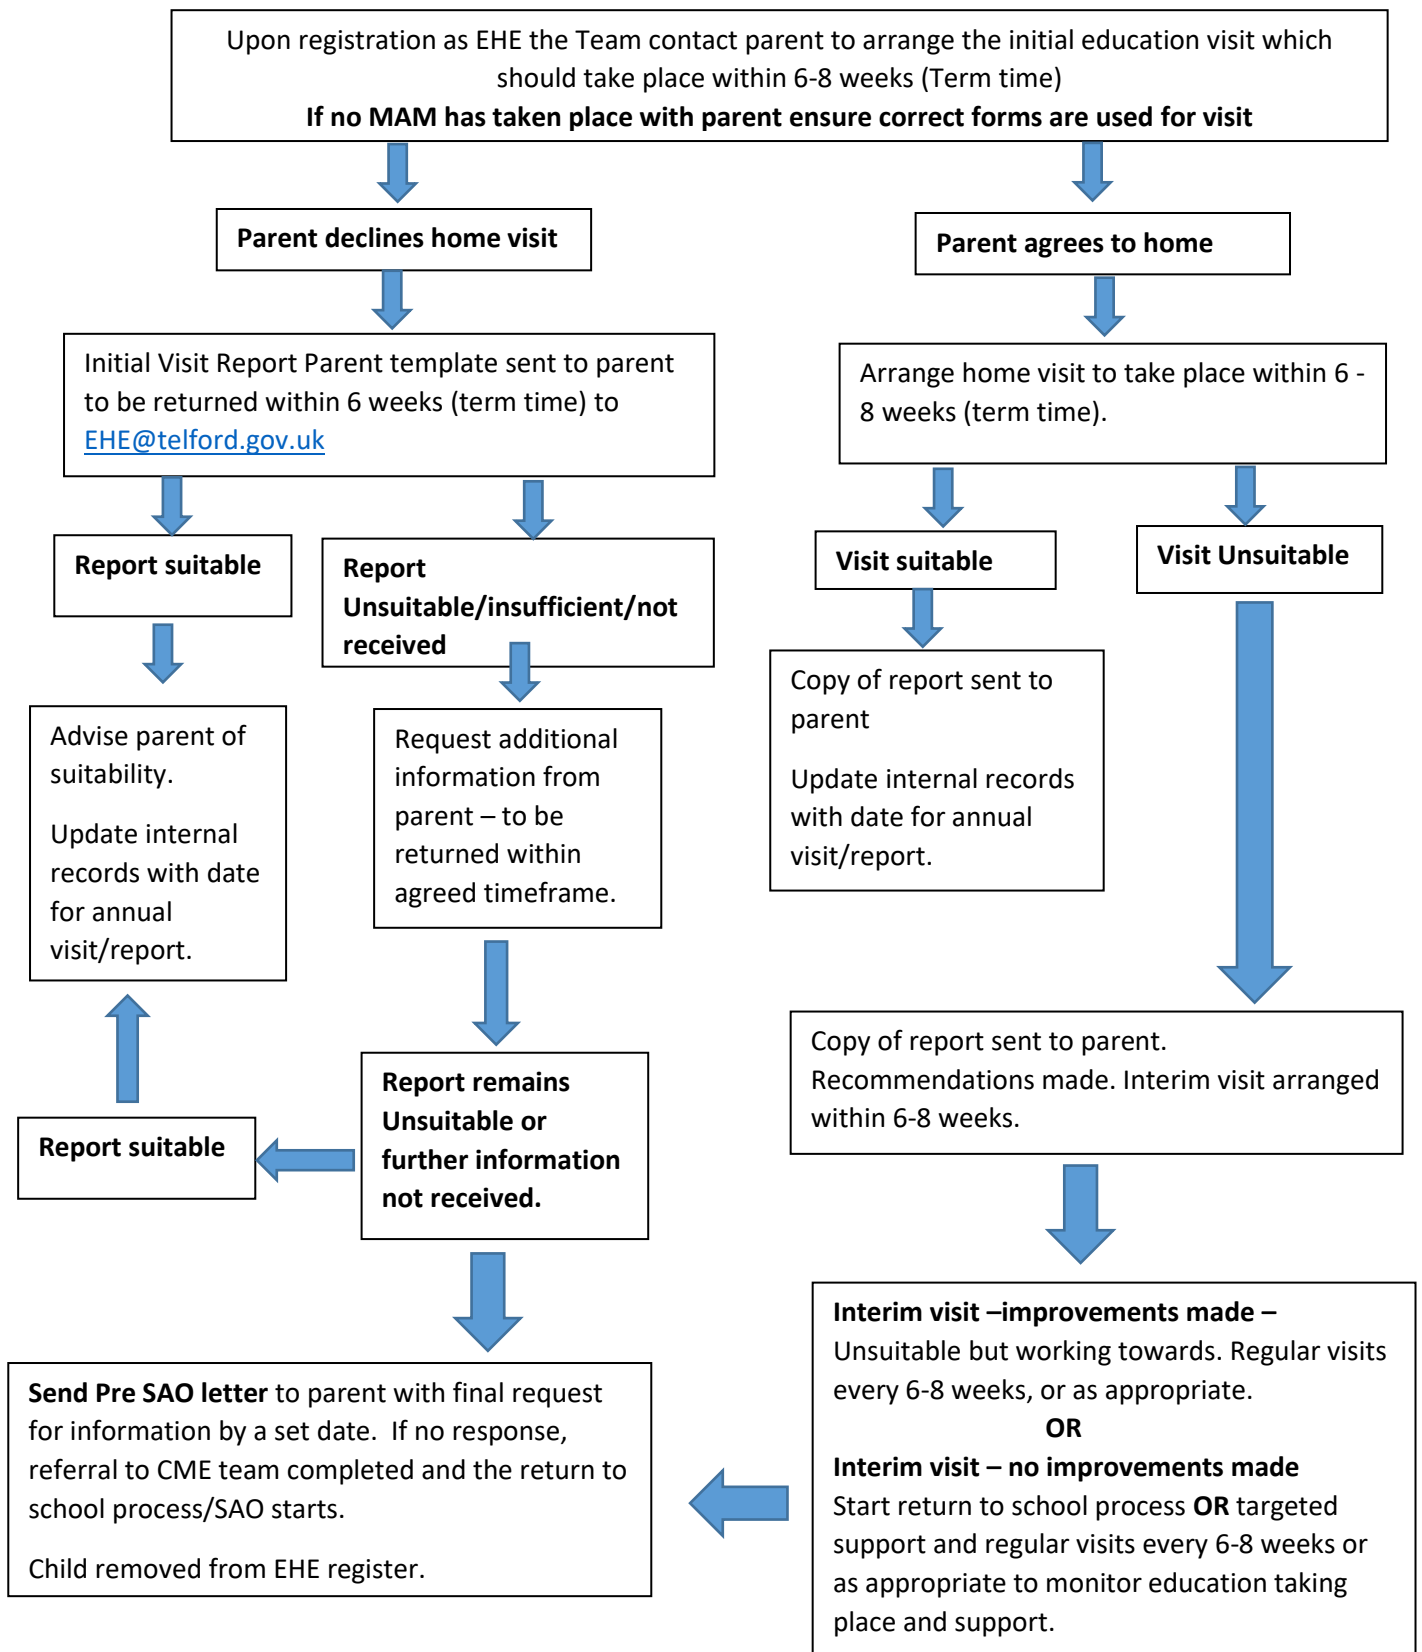 Upon registration as EHE the Team contact parent to arrange the initial education visit which
should take place within 6-8 weeks (Term time)
If no MAM has taken place with parent ensure correct forms are used for visit
Parent declines home visit
Parent agrees to home
Initial Visit Report Parent template sent to parent
to be returned within 6 weeks (term time) to
EHE@telford.gov.uk
Arrange home visit to take place within 6 -
8 weeks (term time).
Report suitable
Report
Unsuitable/insufficient/not
received
Visit suitable
Visit Unsuitable
Advise parent of
suitability.
Update internal
records with date
for annual
visit/report.
Request additional
information from
parent – to be
returned within
agreed timeframe.
Copy of report sent to
parent
Update internal records
with date for annual
visit/report.
Copy of report sent to parent.
Recommendations made. Interim visit arranged
within 6-8 weeks.
Report suitable
Report remains
Unsuitable or
further information
not received.
Send Pre SAO letter to parent with final request
for information by a set date.  If no response,
referral to CME team completed and the return to
school process/SAO starts.
Child removed from EHE register.
Interim visit –improvements made –
Unsuitable but working towards. Regular visits
every 6-8 weeks, or as appropriate.
OR
Interim visit – no improvements made
Start return to school process OR targeted
support and regular visits every 6-8 weeks or
as appropriate to monitor education taking
place and support.